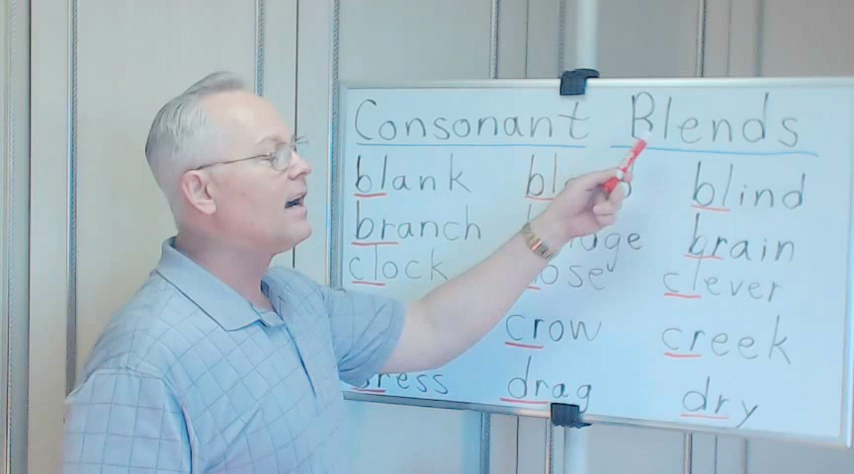 Consonant Blends
blank blind
branch brain
clock clever
crow creek
drag dry